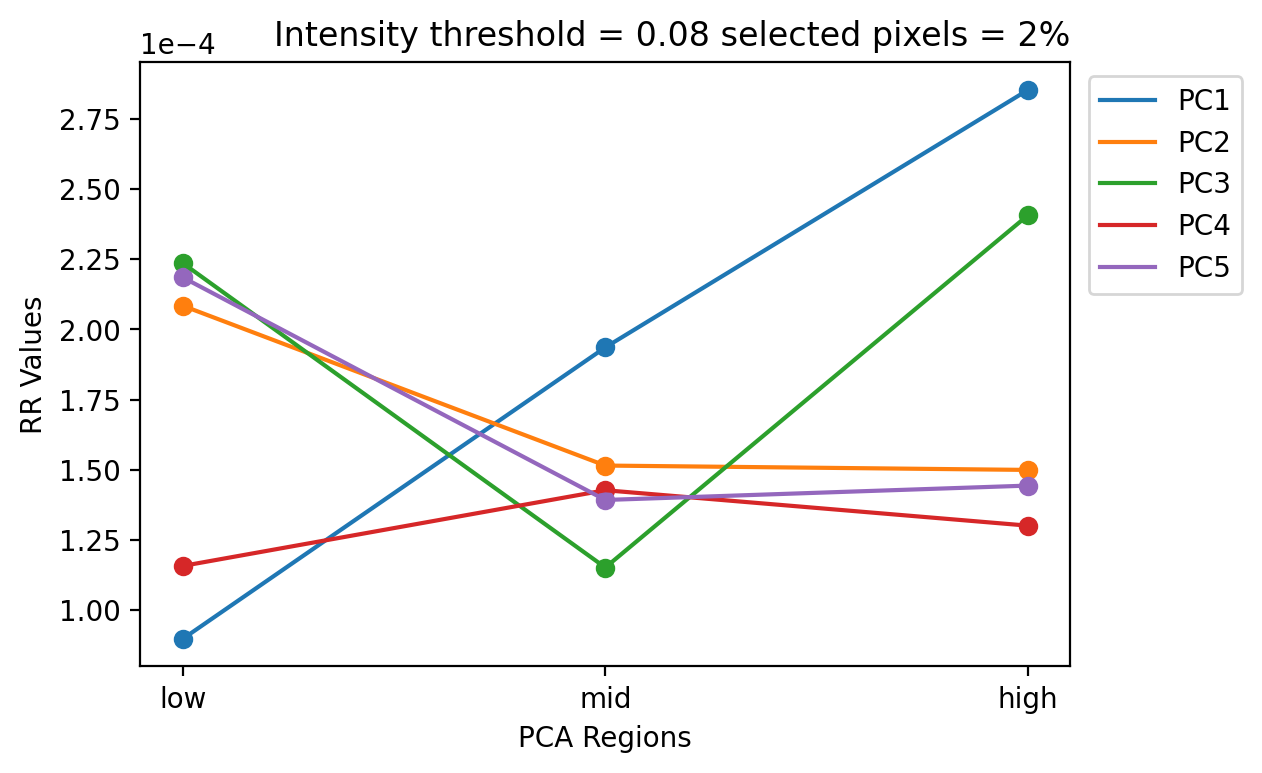 Intensity threshold = 0.08 selected pixels = 2%
1e−4
2.75
2.50
2.25
2.00
1.75
1.50
1.25
1.00
RR Values
low
mid
high
PCA Regions
PC1
PC2
PC3
PC4
PC5